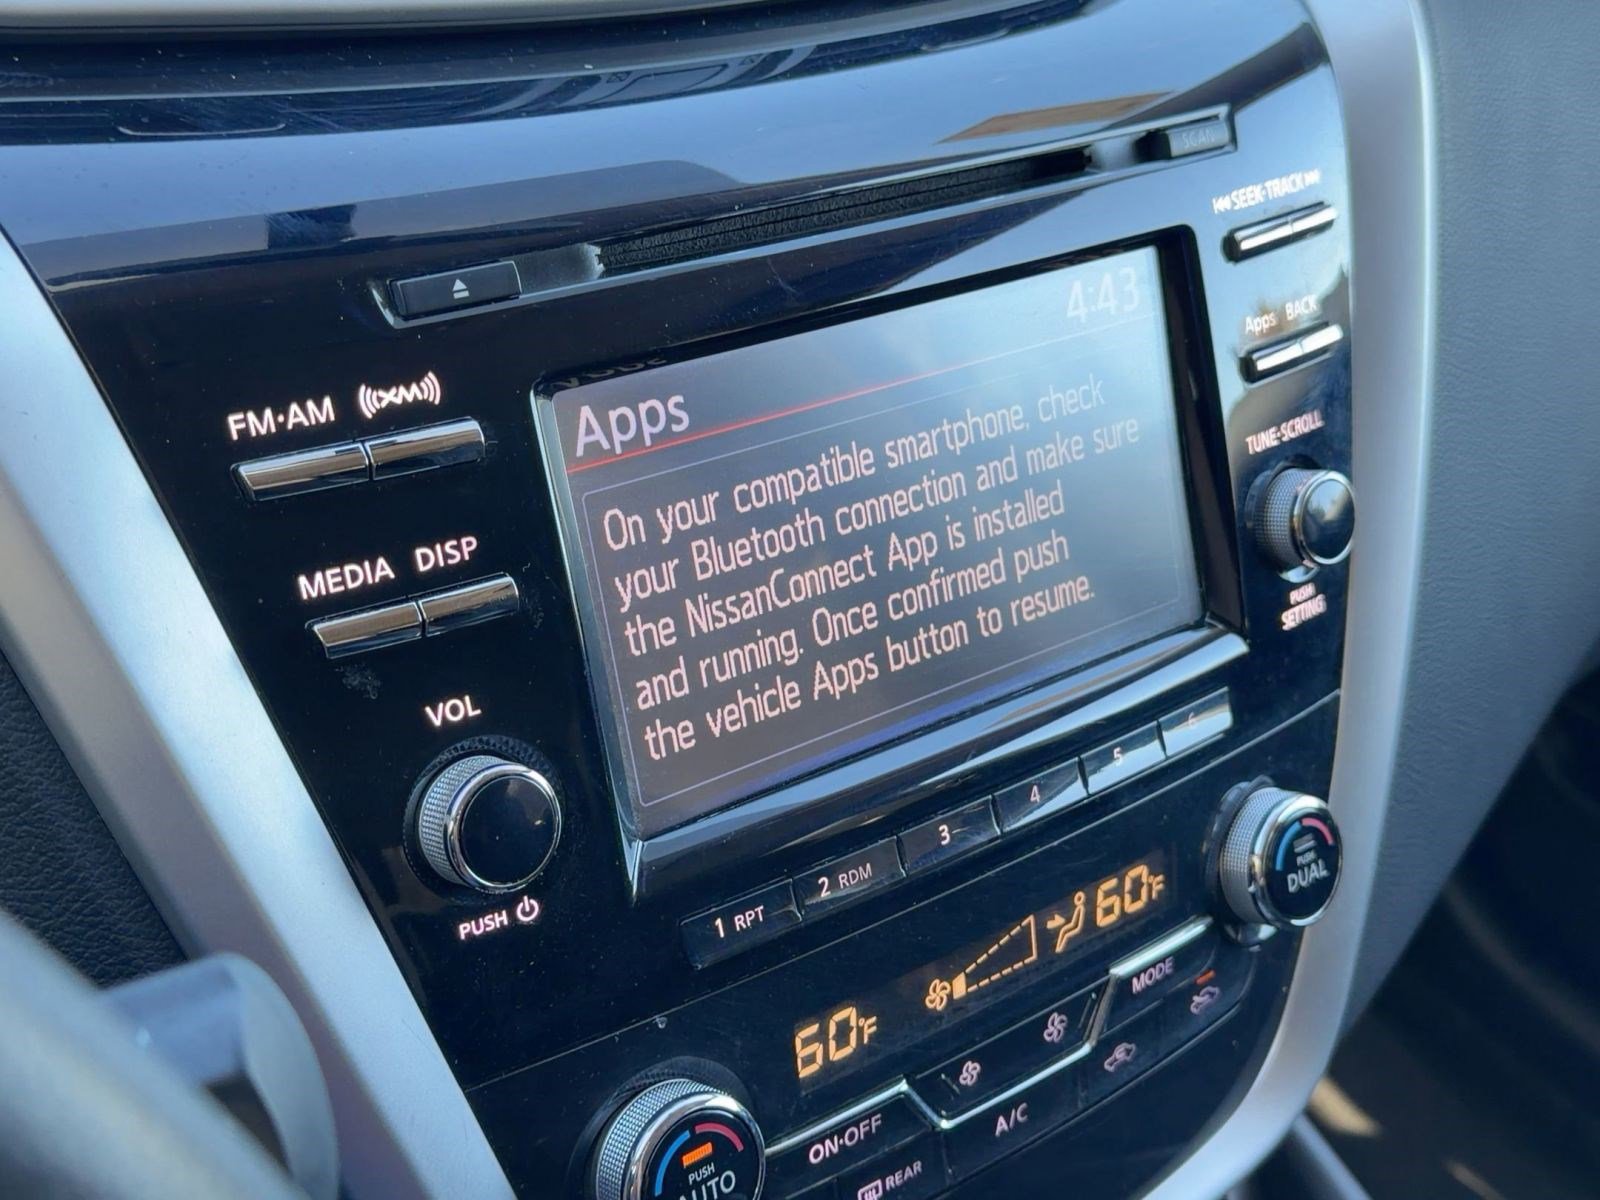 SCAN
SEEK·TRACK
Apps BACK
4:43
FM·AM XM
Apps
On your compatible smartphone, check
your Bluetooth connection and make sure
the NissanConnect App is installed
and running. Once confirmed push
the vehicle Apps button to resume.
TUNE·SCROLL
PUSH
SETTING
MEDIA DISP
VOL
PUSH
1 RPT
2 RDM
3
4
5
6
60°F
60°F
PUSH
DUAL
MODE
ON·OFF
A/C
REAR
PUSH
AUTO